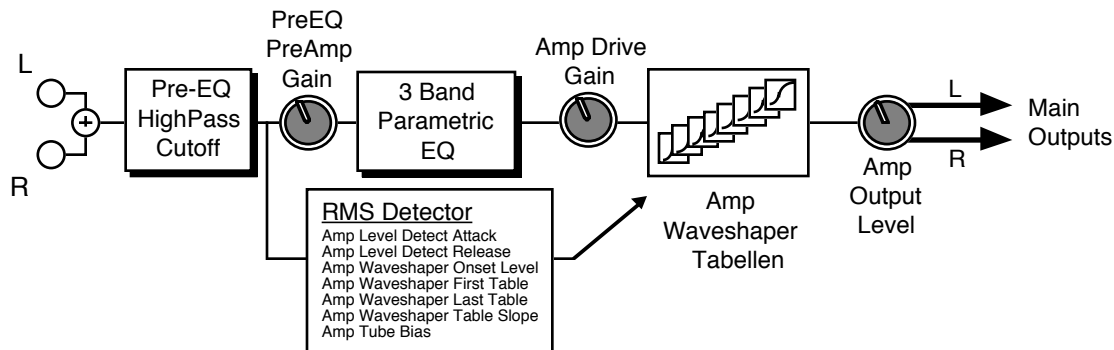 L
R
+
Pre-EQ
HighPass
Cutoff
PreEQ
PreAmp
Gain
3 Band
Parametric
EQ
RMS Detector
Amp Level Detect Attack
Amp Level Detect Release
Amp Waveshaper Onset Level
Amp Waveshaper First Table
Amp Waveshaper Last Table
Amp Waveshaper Table Slope
Amp Tube Bias
Amp Drive
Gain
Amp
Waveshaper
Tabellen
Amp
Output
Level
L
R
Main
Outputs